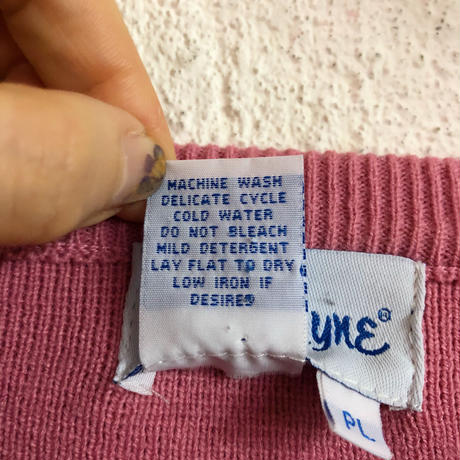 MACHINE WASH
DELICATE CYCLE
COLD WATER
DO NOT BLEACH
MILD DETERGENT
LAY FLAT TO DRY
LOW IRON IF
DESIRED
PL